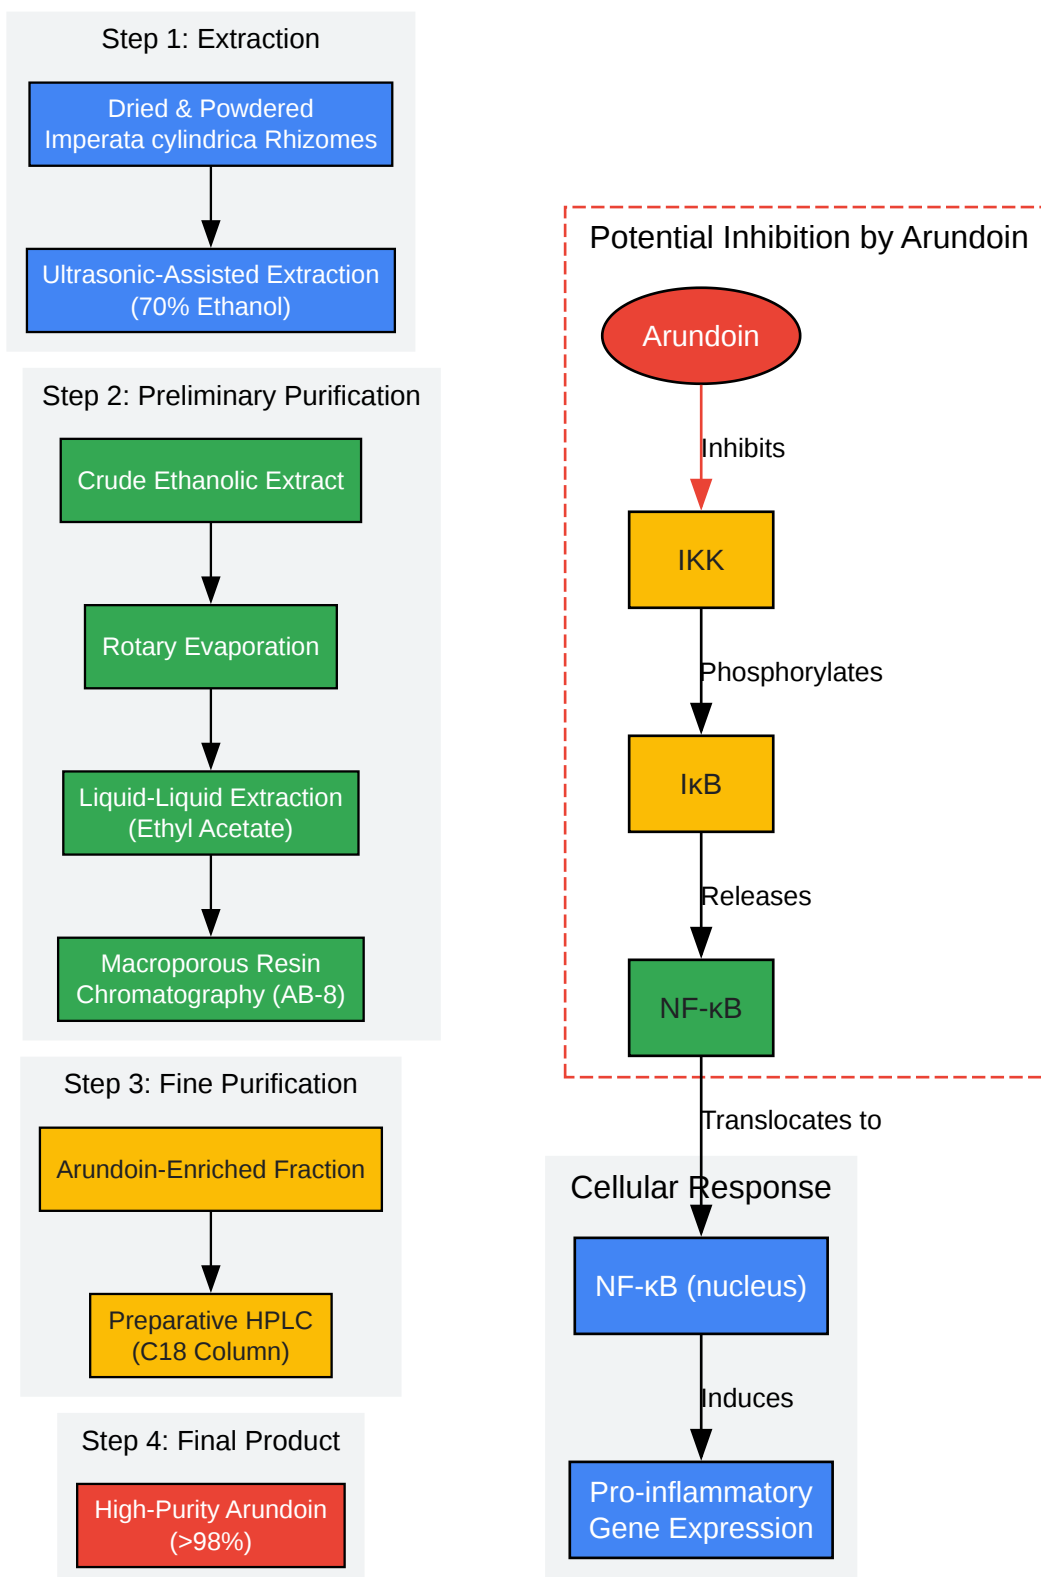 Step 1: Extraction
Dried & Powdered
Imperata cylindrica Rhizomes
Ultrasonic-Assisted Extraction
(70% Ethanol)
Step 2: Preliminary Purification
Crude Ethanolic Extract
Rotary Evaporation
Liquid-Liquid Extraction
(Ethyl Acetate)
Macroporous Resin
Chromatography (AB-8)
Step 3: Fine Purification
Arundoin-Enriched Fraction
Preparative HPLC
(C18 Column)
Step 4: Final Product
High-Purity Arundoin
(>98%)
Potential Inhibition by Arundoin
Arundoin
Inhibits
IKK
Phosphorylates
IκB
Releases
NF-κB
Translocates to
Cellular Response
NF-κB (nucleus)
Induces
Pro-inflammatory
Gene Expression